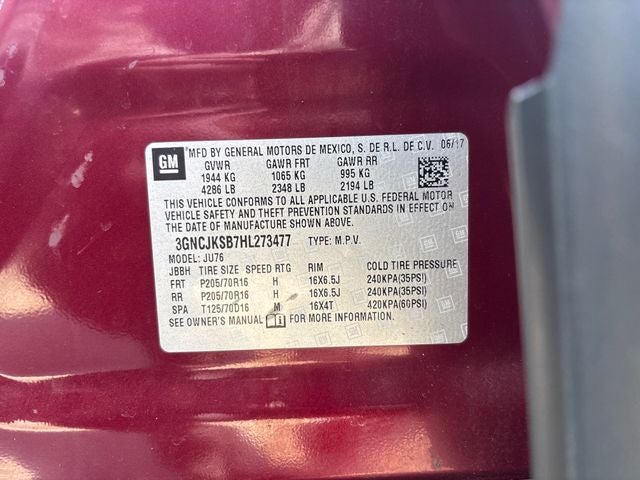 GM
MFD BY GENERAL MOTORS DE MEXICO, S. DE R.L. DE C.V. 06/17
GVWR GAWR FRT GAWR RR
1944 KG 1065 KG 995 KG
4286 LB 2348 LB 2194 LB
THIS VEHICLE CONFORMS TO ALL APPLICABLE U.S. FEDERAL MOTOR
VEHICLE SAFETY AND THEFT PREVENTION STANDARDS IN EFFECT ON
THE DATE OF MANUFACTURE SHOWN ABOVE.
3GNCJKSB7HL273477 TYPE: M.P.V.
MODEL: JU76
JBBH TIRE SIZE SPEED RTG RIM COLD TIRE PRESSURE
FRT P205/70R16 H 16X6.5J 240KPA(35PSI)
RR P205/70R16 H 16X6.5J 240KPA(35PSI)
SPA T125/70D16 M 16X4T 420KPA(60PSI)
SEE OWNER'S MANUAL FOR MORE INFORMATION.